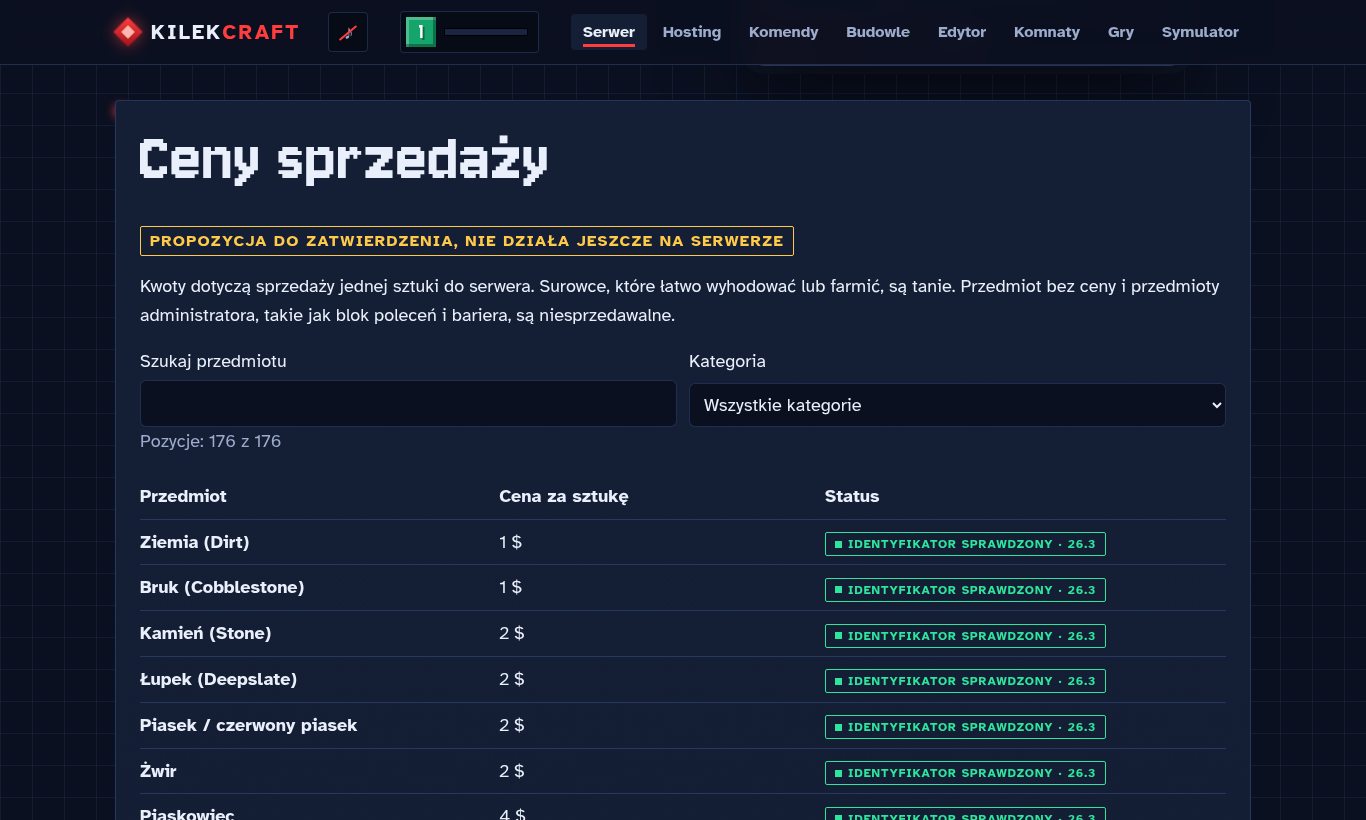 KILEKCRAFT
1
Serwer Hosting Komendy Budowle Edytor Komnaty Gry Symulator
Ceny sprzedaży
PROPOZYCJA DO ZATWIERDZENIA, NIE DZIAŁA JESZCZE NA SERWERZE
Kwoty dotyczą sprzedaży jednej sztuki do serwera. Surowce, które łatwo wyhodować lub farmić, są tanie. Przedmiot bez ceny i przedmioty
administratora, takie jak blok poleceń i bariera, są niesprzedawalne.
Szukaj przedmiotu Kategoria
Wszystkie kategorie
Pozycje: 176 z 176
Przedmiot Cena za sztukę Status
Ziemia (Dirt) 1 $ IDENTYFIKATOR SPRAWDZONY · 26.3
Bruk (Cobblestone) 1 $ IDENTYFIKATOR SPRAWDZONY · 26.3
Kamień (Stone) 2 $ IDENTYFIKATOR SPRAWDZONY · 26.3
Łupek (Deepslate) 2 $ IDENTYFIKATOR SPRAWDZONY · 26.3
Piasek / czerwony piasek 2 $ IDENTYFIKATOR SPRAWDZONY · 26.3
Żwir 2 $ IDENTYFIKATOR SPRAWDZONY · 26.3
Piaskowiec 4 $ IDENTYFIKATOR SPRAWDZONY · 26.3